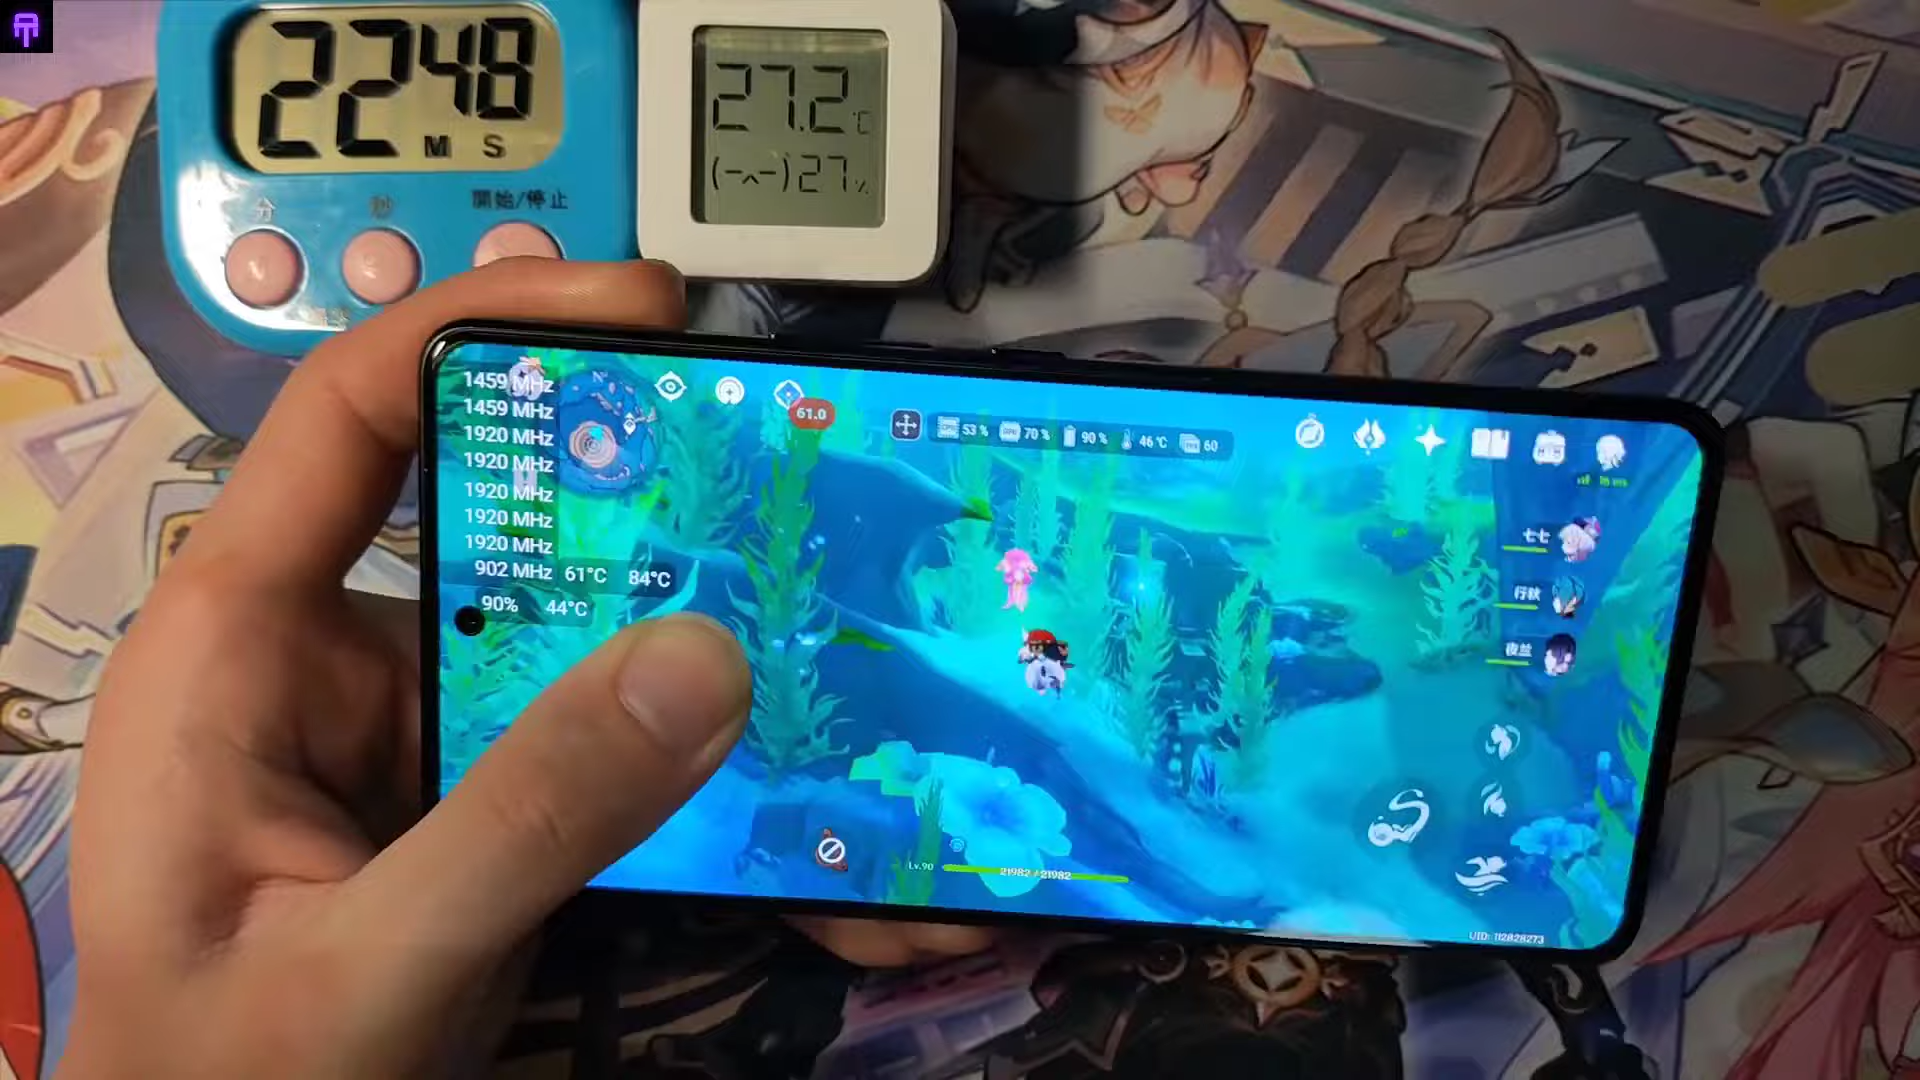 2248
M S
分 秒 開始/停止
27.2 °C
(-^-) 27 %
1459 MHz
1459 MHz
1920 MHz
1920 MHz
1920 MHz
1920 MHz
1920 MHz
902 MHz 61°C 84°C
90% 44°C
N
61.0
53 % 70 % 90 % 46 °C 60
七七
行秋
夜兰
Lv.90
21982 / 21982
UID: 112828273